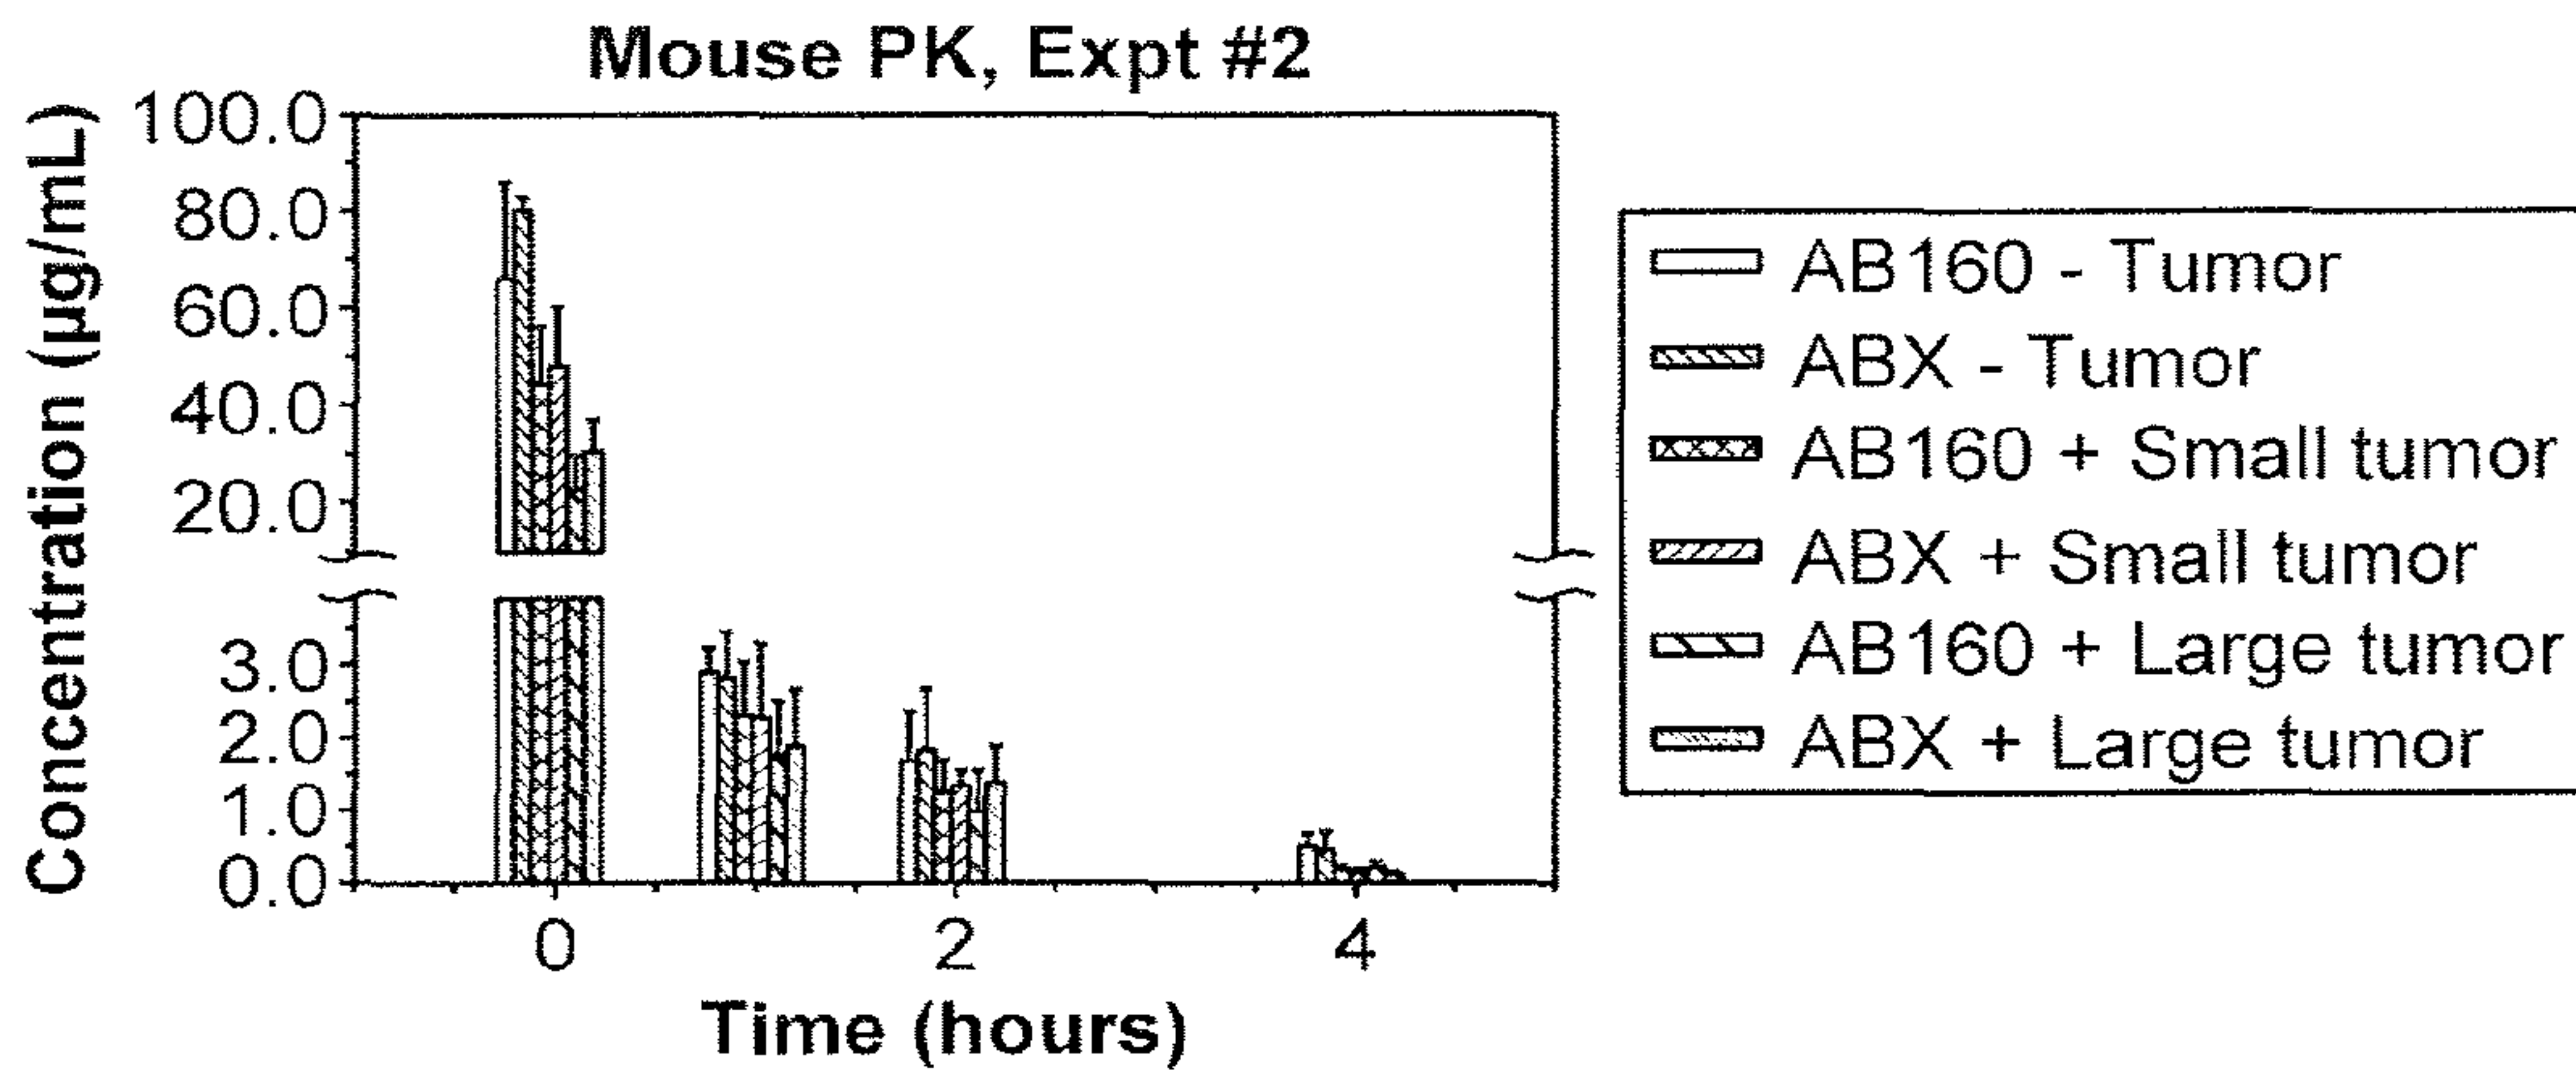 Mouse PK, Expt #2
Concentration (µg/mL)
100.0
80.0
60.0
40.0
20.0
3.0
2.0
1.0
0.0
0 2 4
Time (hours)
AB160 - Tumor
ABX - Tumor
AB160 + Small tumor
ABX + Small tumor
AB160 + Large tumor
ABX + Large tumor